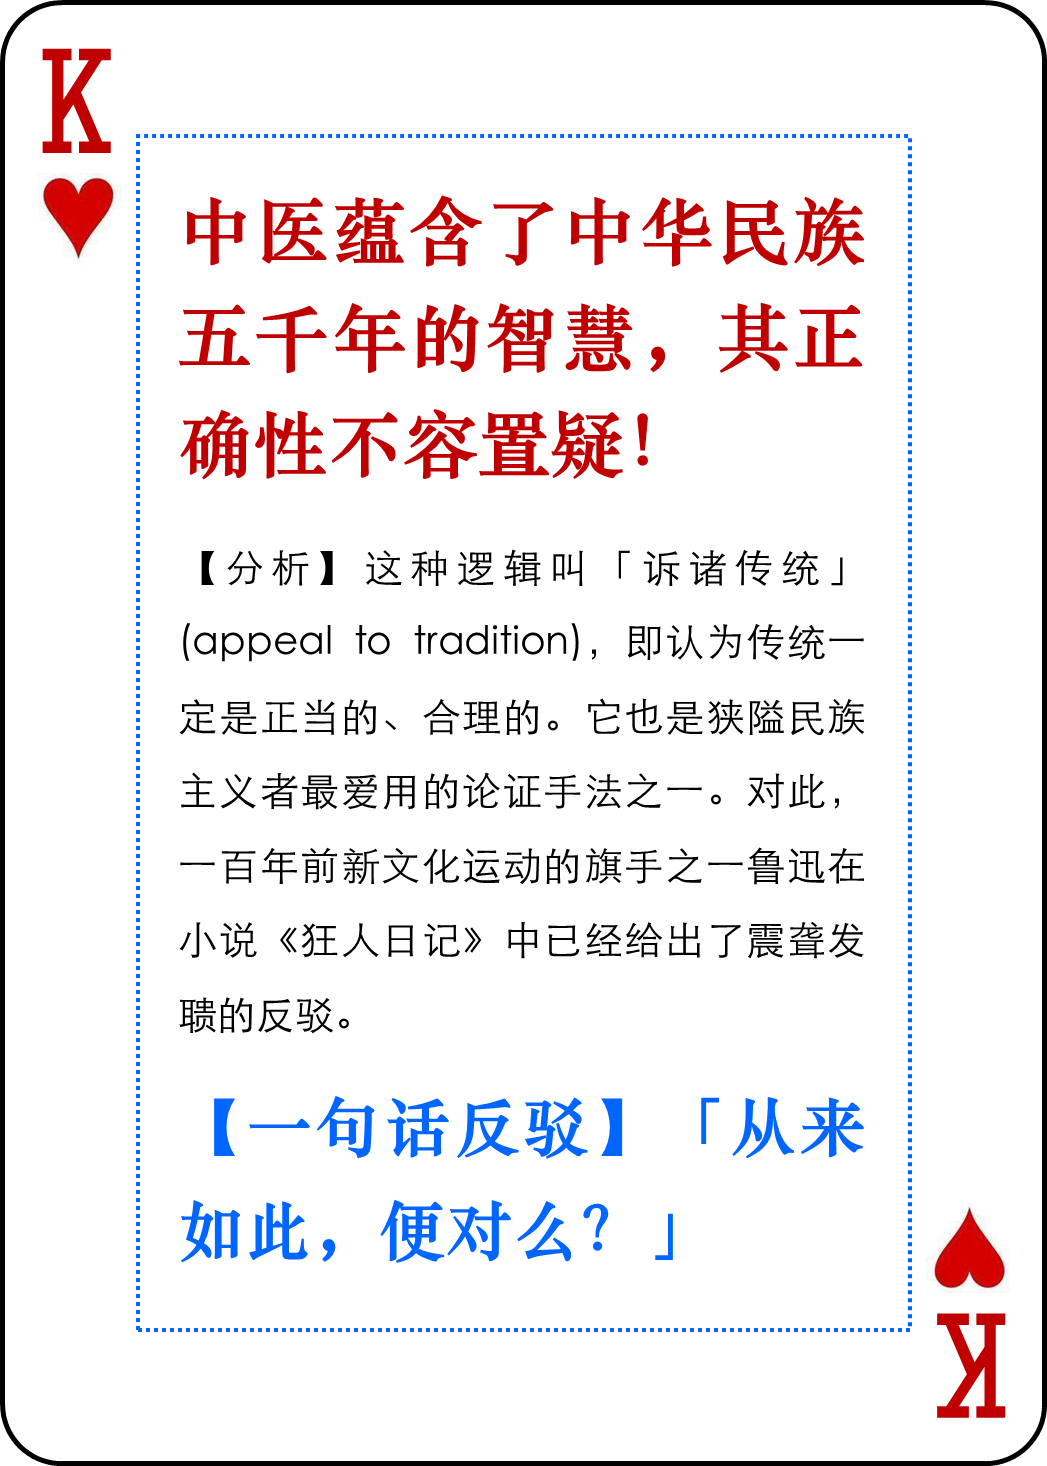 K
中医蕴含了中华民族
五千年的智慧，其正
确性不容置疑！
【分析】这种逻辑叫「诉诸传统」
(appeal to tradition)，即认为传统一
定是正当的、合理的。它也是狭隘民族
主义者最爱用的论证手法之一。对此，
一百年前新文化运动的旗手之一鲁迅在
小说《狂人日记》中已经给出了震聋发
聩的反驳。
【一句话反驳】「从来
如此，便对么？」
K